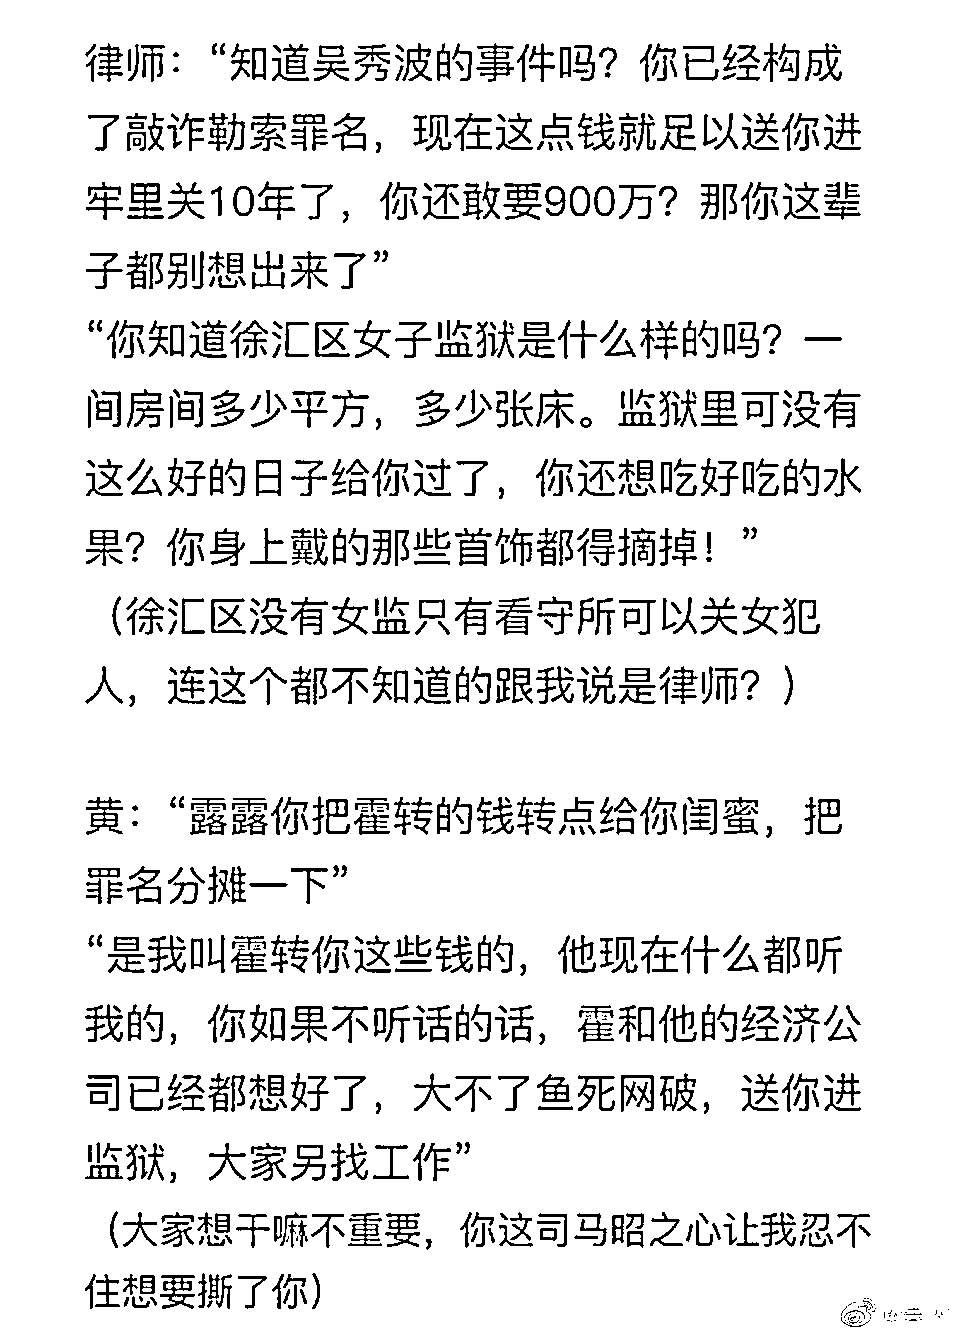 律师：“知道吴秀波的事件吗？你已经构成
了敲诈勒索罪名，现在这点钱就足以送你进
牢里关10年了，你还敢要900万？那你这辈
子都别想出来了”
“你知道徐汇区女子监狱是什么样的吗？一
间房间多少平方，多少张床。监狱里可没有
这么好的日子给你过了，你还想吃好吃的水
果？你身上戴的那些首饰都得摘掉！”
（徐汇区没有女监只有看守所可以关女犯
人，连这个都不知道的跟我说是律师？）
黄：“露露你把霍转的钱转点给你闺蜜，把
罪名分摊一下”
“是我叫霍转你这些钱的，他现在什么都听
我的，你如果不听话的话，霍和他的经济公
司已经都想好了，大不了鱼死网破，送你进
监狱，大家另找工作”
（大家想干嘛不重要，你这司马昭之心让我忍不
住想要撕了你）